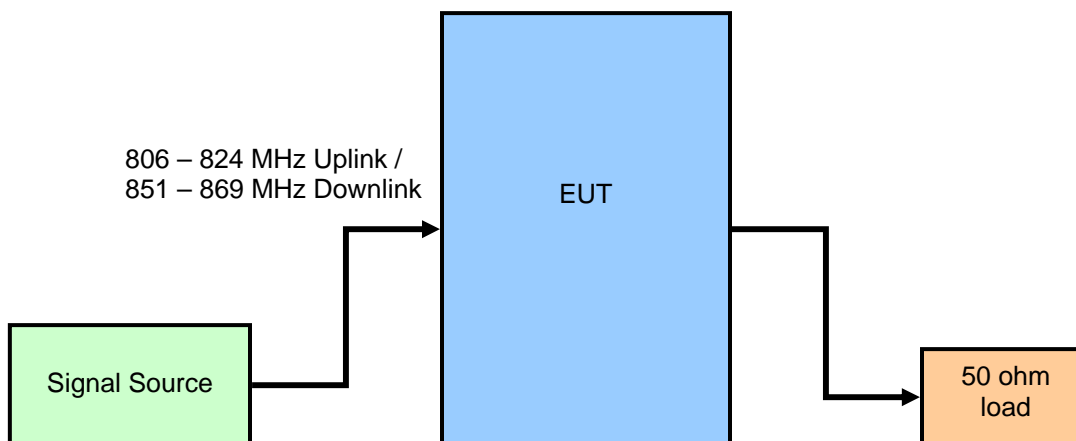 806 – 824 MHz Uplink /
851 – 869 MHz Downlink
EUT
Signal Source
50 ohm
load